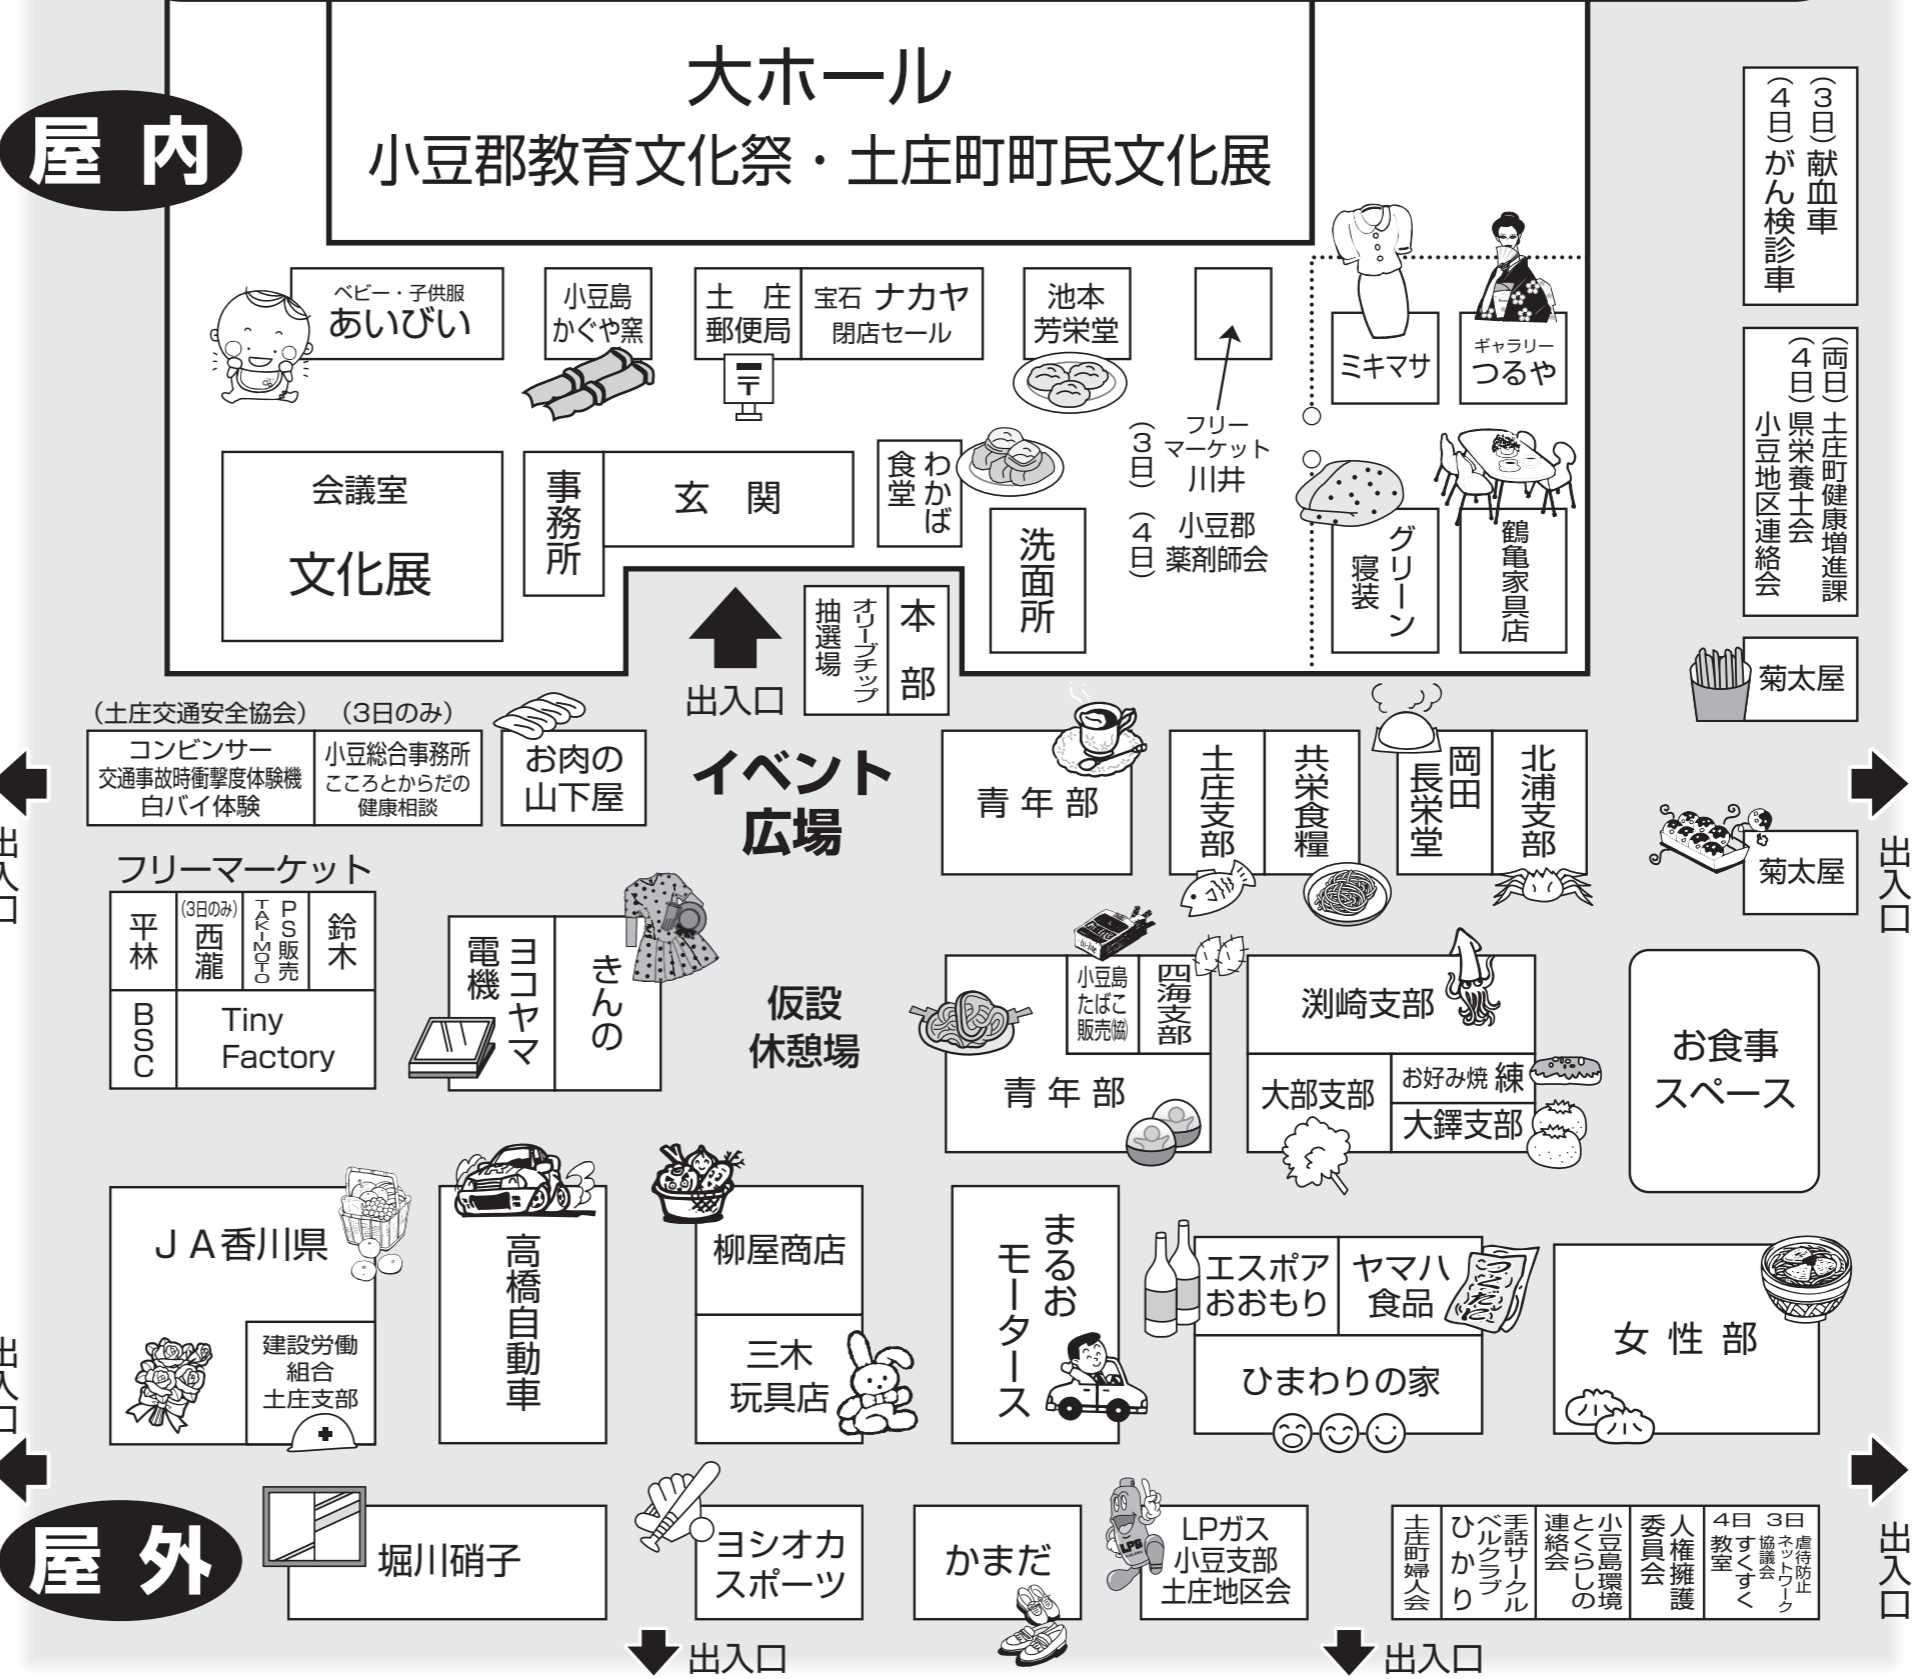 屋内
大ホール
小豆郡教育文化祭・土庄町町民文化展
(3日)献血車
(4日)がん検診車
ベビー・子供服
あいびい
小豆島
かぐや窯
土庄
郵便局
宝石 ナカヤ
閉店セール
池本
芳栄堂
ミキマサ
ギャラリー
つるや
(両日)土庄町健康増進課
(4日)県栄養士会
小豆地区連絡会
フリー
マーケット
(3日) 川井
(4日) 小豆郡
薬剤師会
会議室
文化展
事務所
玄関
わかば
食堂
洗面所
グリーン
寝装
鶴亀家具店
本部
オリーブチップ
抽選場
出入口
菊太屋
(土庄交通安全協会)
コンビンサー
交通事故時衝撃度体験機
白バイ体験
(3日のみ)
小豆総合事務所
こころとからだの
健康相談
お肉の
山下屋
イベント
広場
青年部
土庄支部
共栄食糧
岡田
長栄堂
北浦支部
菊太屋
出入口
出入口
フリーマーケット
平林
(3日のみ)
西瀧
PS販売
TAKIMOTO
鈴木
BSC
Tiny
Factory
ヨコヤマ
電機
きんの
仮設
休憩場
小豆島
たばこ
販売㈿
四海支部
青年部
渕崎支部
大部支部
お好み焼 練
大鐸支部
お食事
スペース
JA香川県
建設労働
組合
土庄支部
高橋自動車
柳屋商店
三木
玩具店
まるお
モータース
エスポア
おおもり
ヤマハ
食品
うどん
ひまわりの家
女性部
出入口
屋外
堀川硝子
ヨシオカ
スポーツ
かまだ
LPG
LPガス
小豆支部
土庄地区会
土庄町婦人会
手話サークル
ベルクラブ
ひかり
小豆島環境
とくらしの
連絡会
人権擁護
委員会
3日
虐待防止
ネットワーク
協議会
4日
すくすく
教室
出入口
出入口
出入口